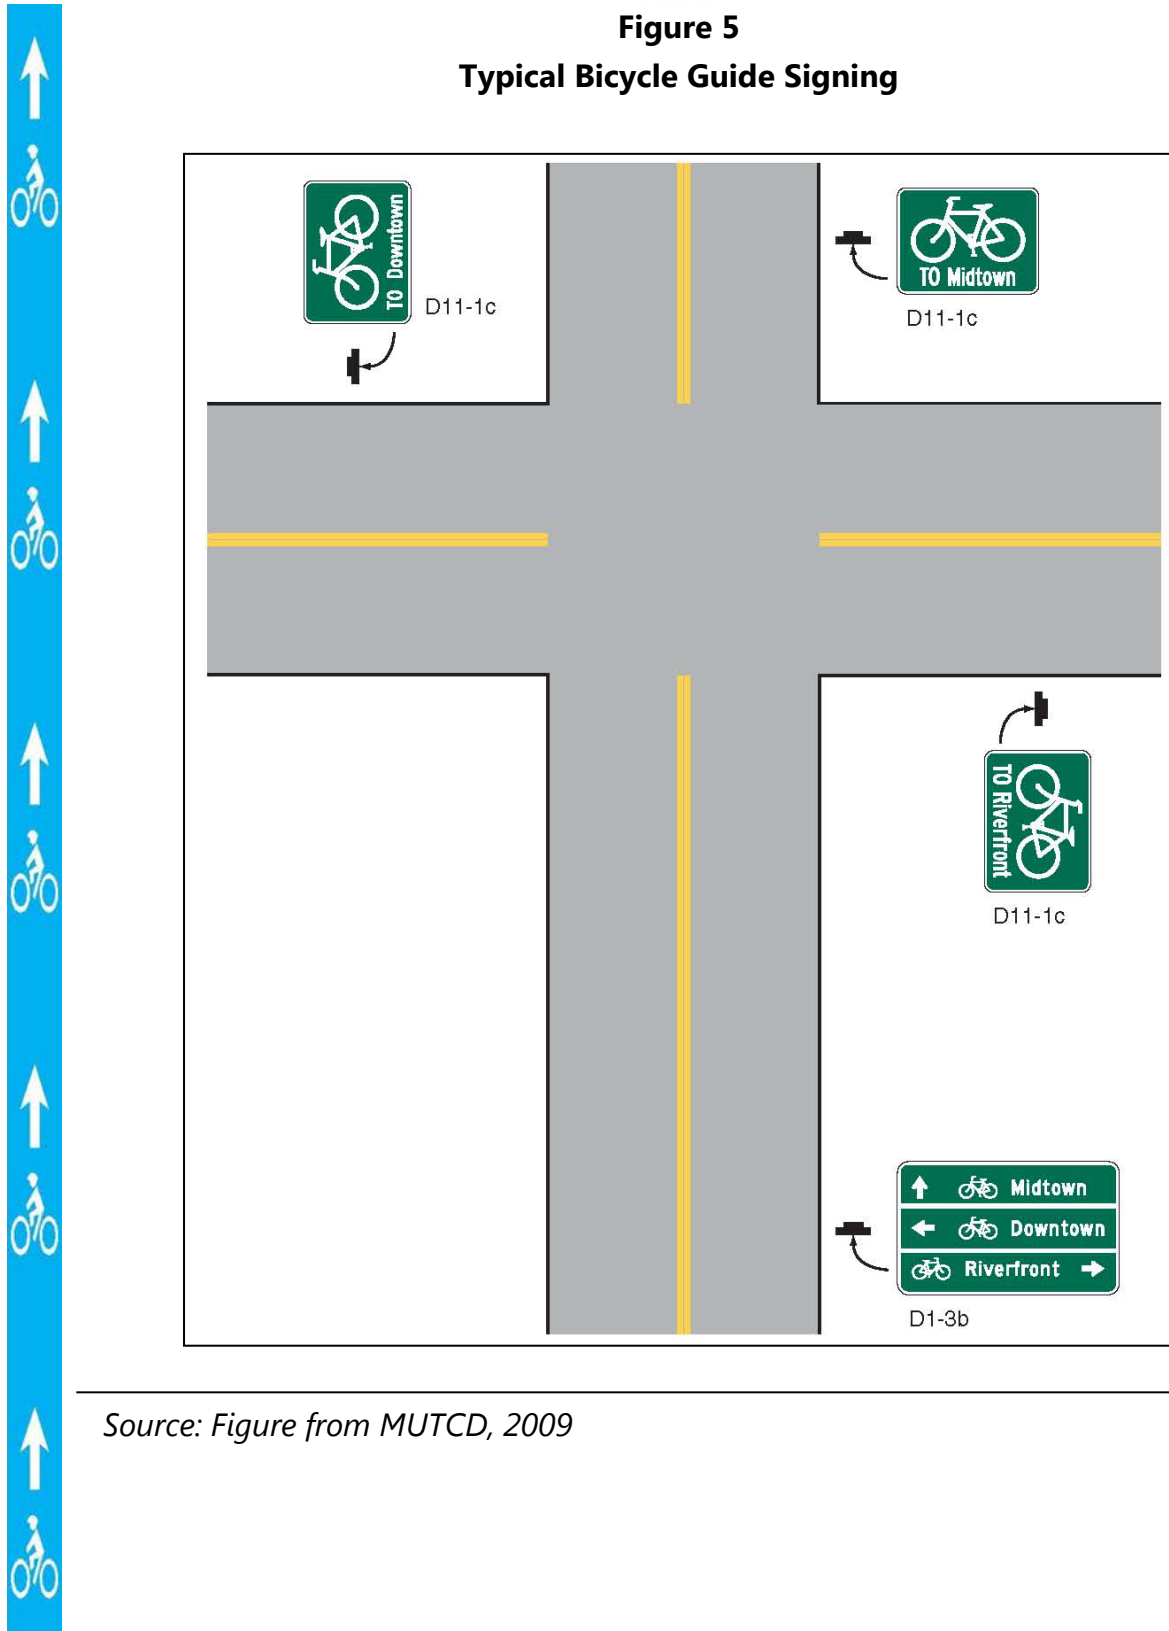 Figure 5
Typical Bicycle Guide Signing
TO Downtown
D11-1c
TO Midtown
D11-1c
TO Riverfront
D11-1c
Midtown
Downtown
Riverfront
D1-3b
Source: Figure from MUTCD, 2009